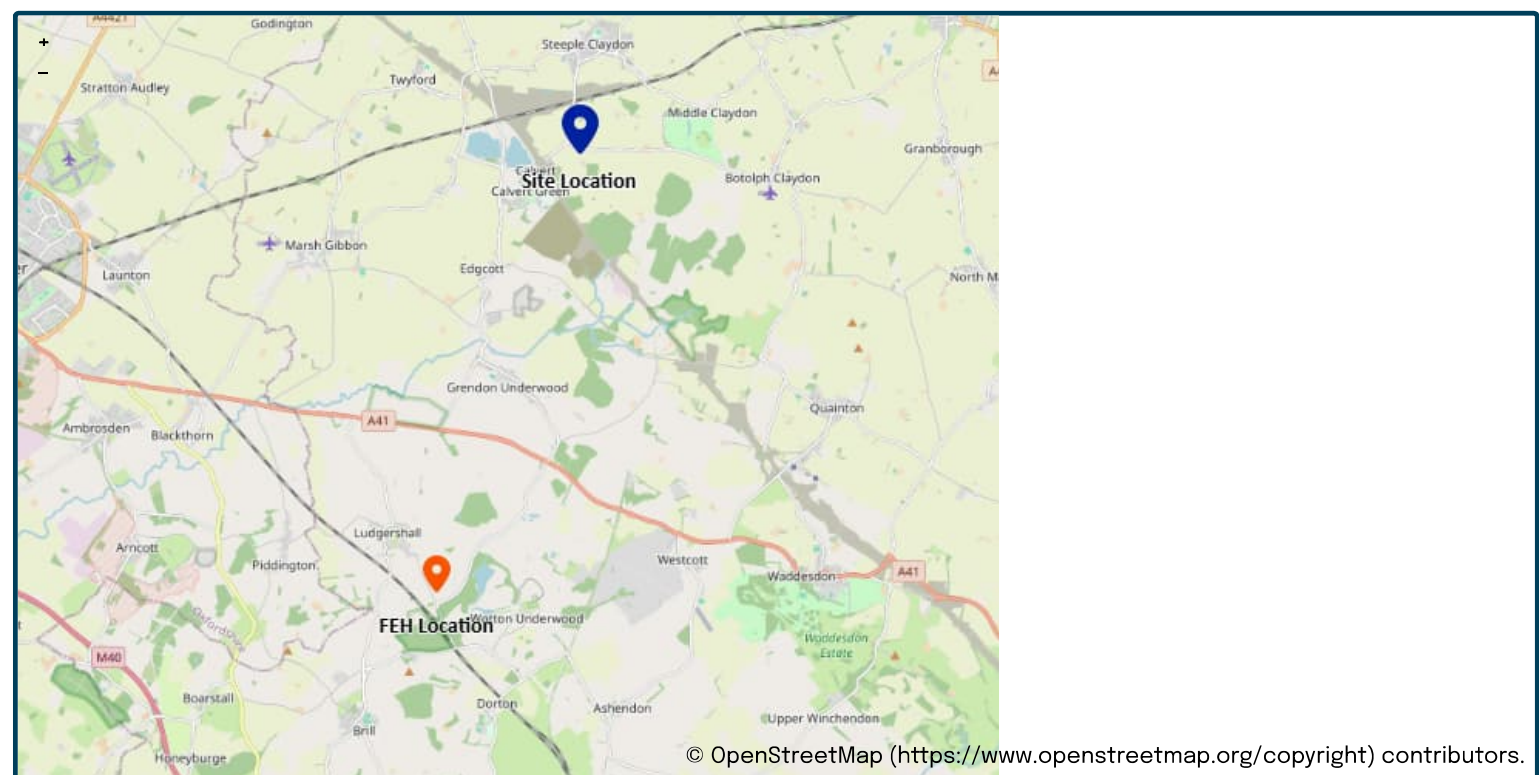 A4421
Godington
+
Steeple Claydon
−
Twyford
Stratton Audley
Middle Claydon
Granborough
Calvert
Botolph Claydon
Site Location
Calvert Green
Marsh Gibbon
Edgcott
Launton
North M
Grendon Underwood
Quainton
A41
Ambrosden
Blackthorn
Ludgershall
Arncott
Piddington
Westcott
Waddesdon
A41
Wotton Underwood
FEH Location
Oxfordshire
Waddesdon
Estate
M40
Boarstall
Dorton
Ashendon
Upper Winchendon
Brill
Honeyburge
© OpenStreetMap (https://www.openstreetmap.org/copyright) contributors.